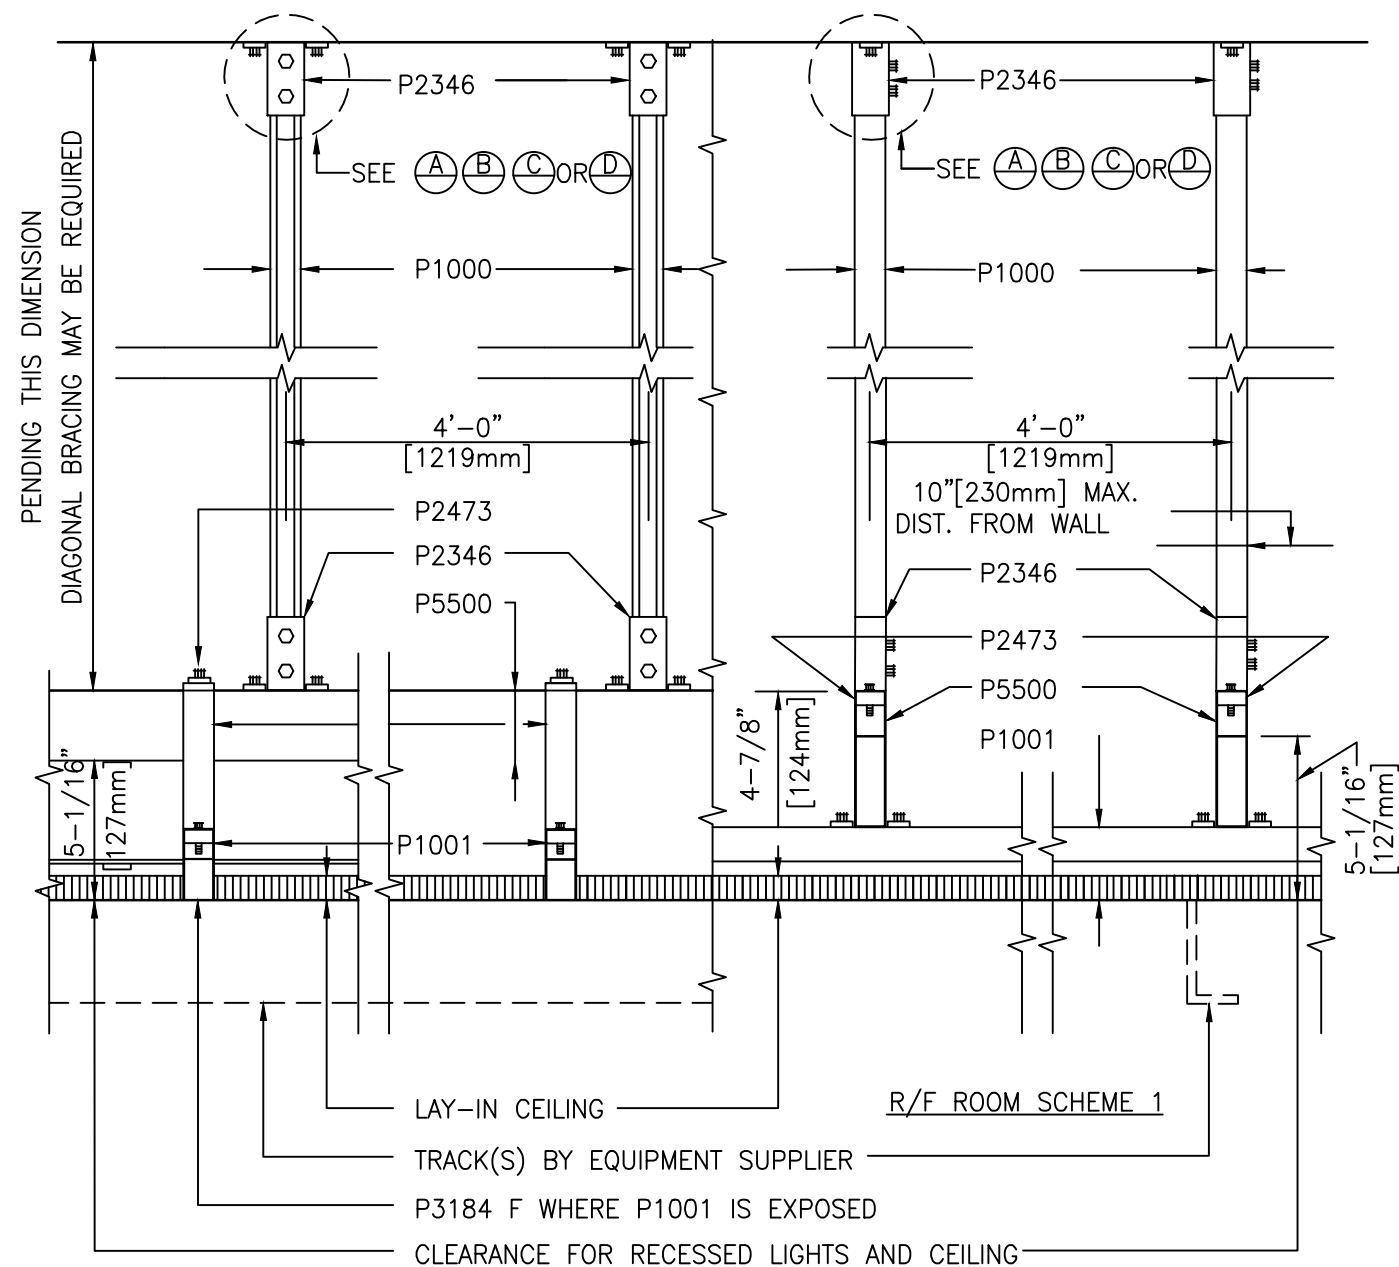 P2346
P2346
SEE A B C OR D
SEE A B C OR D
PENDING THIS DIMENSION
DIAGONAL BRACING MAY BE REQUIRED
P1000
P1000
4'-0"
[1219mm]
4'-0"
[1219mm]
10"[230mm] MAX.
DIST. FROM WALL
P2473
P2346
P5500
P2346
P2473
P5500
P1001
4-7/8"
[124mm]
5-1/16"
127mm
P1001
5-1/16"
[127mm]
LAY-IN CEILING
R/F ROOM SCHEME 1
TRACK(S) BY EQUIPMENT SUPPLIER
P3184 F WHERE P1001 IS EXPOSED
CLEARANCE FOR RECESSED LIGHTS AND CEILING